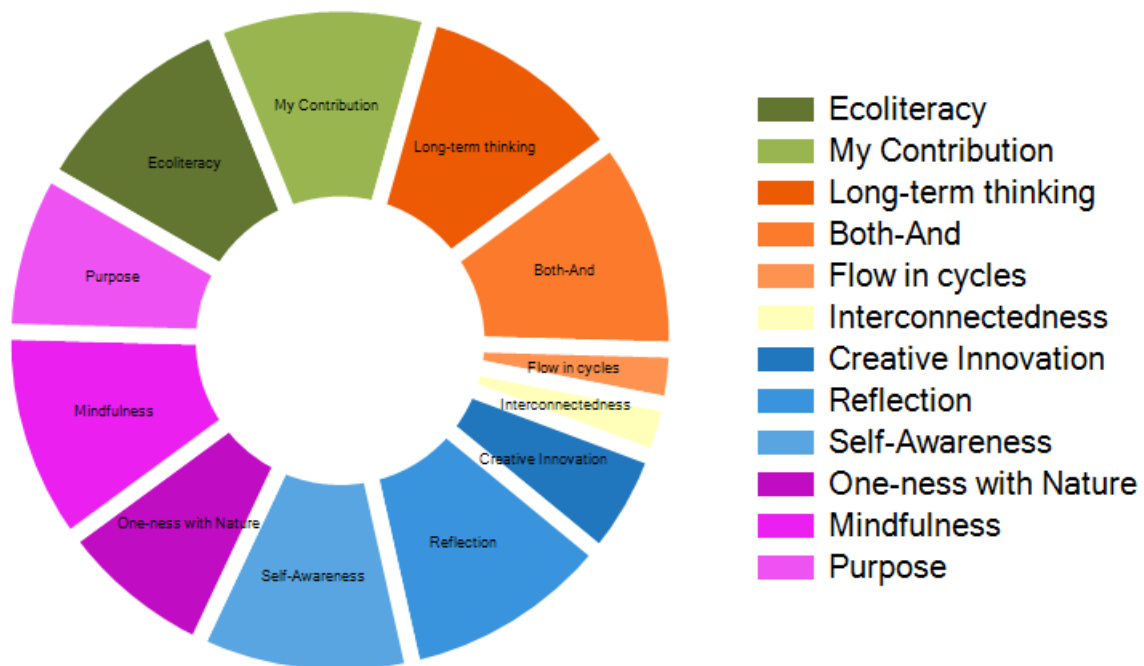 My Contribution
Long-term thinking
Ecoliteracy
Both-And
Purpose
Flow in cycles
Interconnectedness
Mindfulness
Creative Innovation
One-ness with Nature
Reflection
Self-Awareness
Ecoliteracy
My Contribution
Long-term thinking
Both-And
Flow in cycles
Interconnectedness
Creative Innovation
Reflection
Self-Awareness
One-ness with Nature
Mindfulness
Purpose